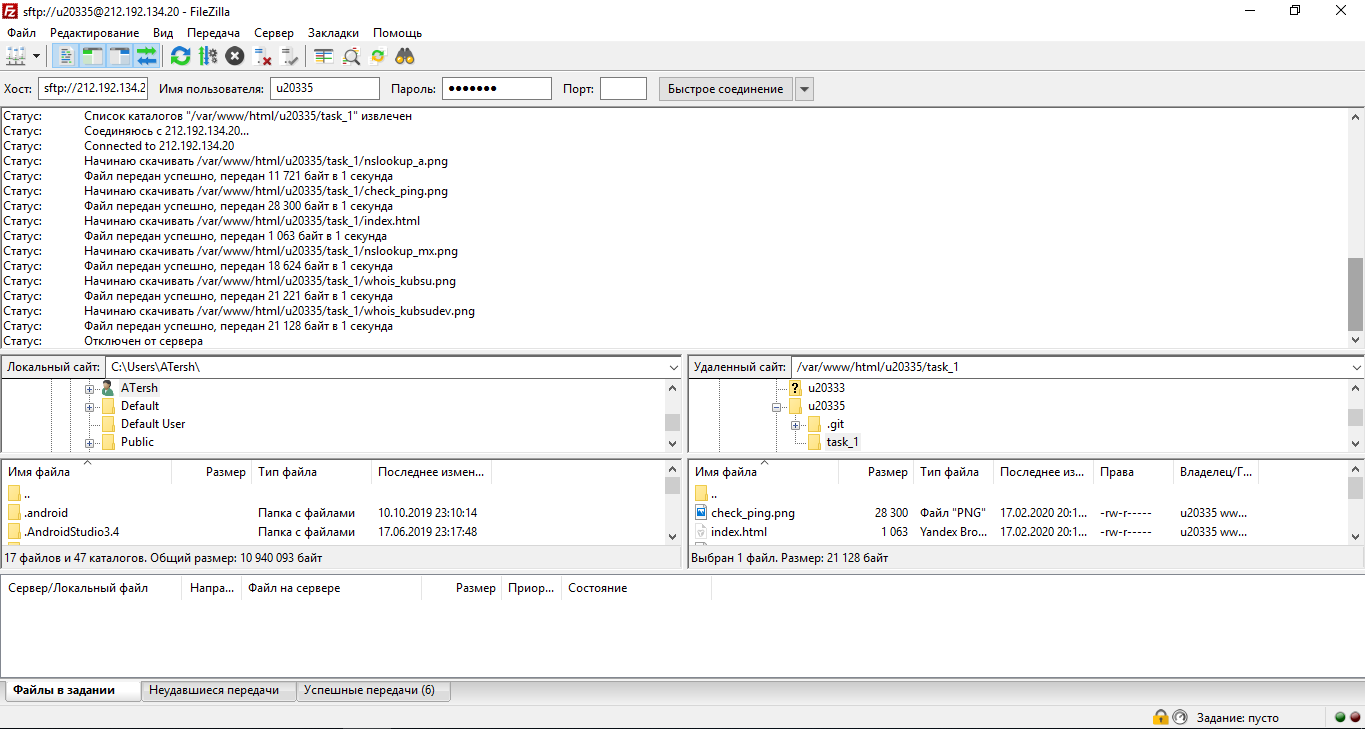 sftp://u20335@212.192.134.20 - FileZilla
Файл Редактирование Вид Передача Сервер Закладки Помощь
Хост: sftp://212.192.134.2 Имя пользователя: u20335 Пароль: ●●●●●●● Порт: Быстрое соединение
Статус: Список каталогов "/var/www/html/u20335/task_1" извлечен
Статус: Соединяюсь с 212.192.134.20...
Статус: Connected to 212.192.134.20
Статус: Начинаю скачивать /var/www/html/u20335/task_1/nslookup_a.png
Статус: Файл передан успешно, передан 11 721 байт в 1 секунда
Статус: Начинаю скачивать /var/www/html/u20335/task_1/check_ping.png
Статус: Файл передан успешно, передан 28 300 байт в 1 секунда
Статус: Начинаю скачивать /var/www/html/u20335/task_1/index.html
Статус: Файл передан успешно, передан 1 063 байт в 1 секунда
Статус: Начинаю скачивать /var/www/html/u20335/task_1/nslookup_mx.png
Статус: Файл передан успешно, передан 18 624 байт в 1 секунда
Статус: Начинаю скачивать /var/www/html/u20335/task_1/whois_kubsu.png
Статус: Файл передан успешно, передан 21 221 байт в 1 секунда
Статус: Начинаю скачивать /var/www/html/u20335/task_1/whois_kubsudev.png
Статус: Файл передан успешно, передан 21 128 байт в 1 секунда
Статус: Отключен от сервера
Локальный сайт: C:\Users\ATersh\
ATersh
Default
Default User
Public
Имя файла Размер Тип файла Последнее измен...
..
.android Папка с файлами 10.10.2019 23:10:14
.AndroidStudio3.4 Папка с файлами 17.06.2019 23:17:48
17 файлов и 47 каталогов. Общий размер: 10 940 093 байт
Удаленный сайт: /var/www/html/u20335/task_1
? u20333
u20335
.git
task_1
Имя файла Размер Тип файла Последнее из... Права Владелец/Г...
..
check_ping.png 28 300 Файл "PNG" 17.02.2020 20:1... -rw-r----- u20335 ww...
index.html 1 063 Yandex Bro... 17.02.2020 20:1... -rw-r----- u20335 ww...
Выбран 1 файл. Размер: 21 128 байт
Сервер/Локальный файл Напра... Файл на сервере Размер Приор... Состояние
Файлы в задании Неудавшиеся передачи Успешные передачи (6)
Задание: пусто